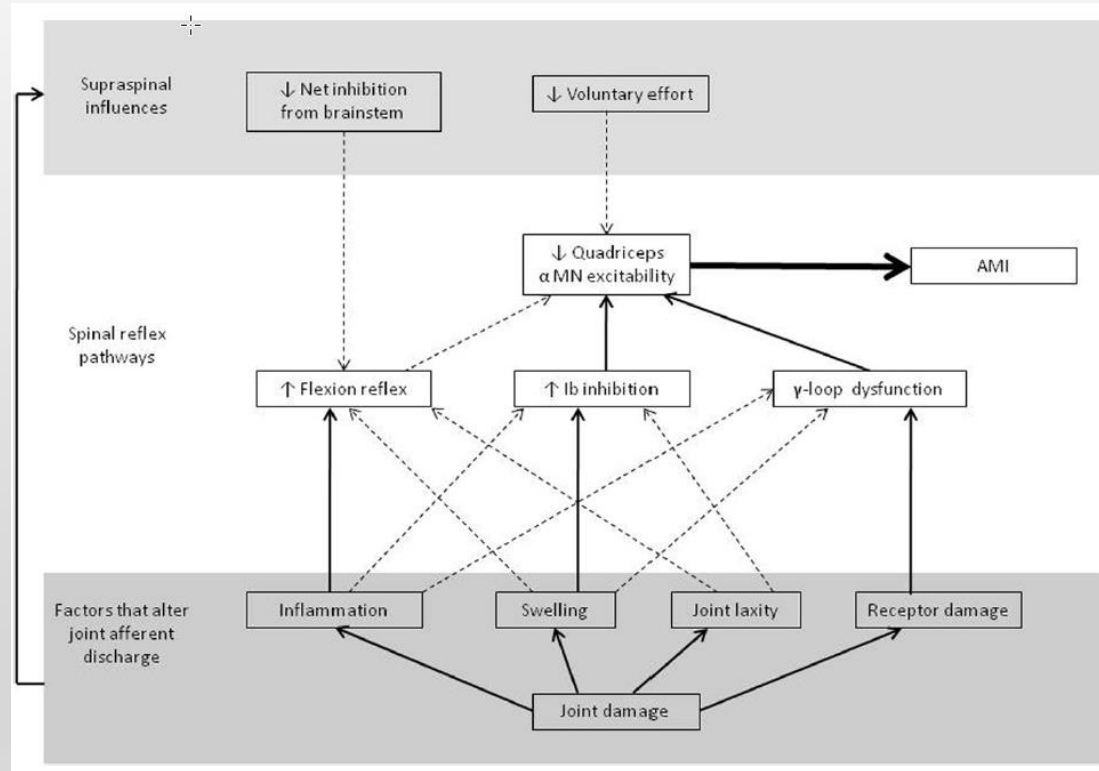 Supraspinal
influences
↓ Net inhibition
from brainstem
↓ Voluntary effort
↓ Quadriceps
α MN excitability
AMI
Spinal reflex
pathways
↑ Flexion reflex
↑ Ib inhibition
γ-loop dysfunction
Factors that alter
joint afferent
discharge
Inflammation
Swelling
Joint laxity
Receptor damage
Joint damage